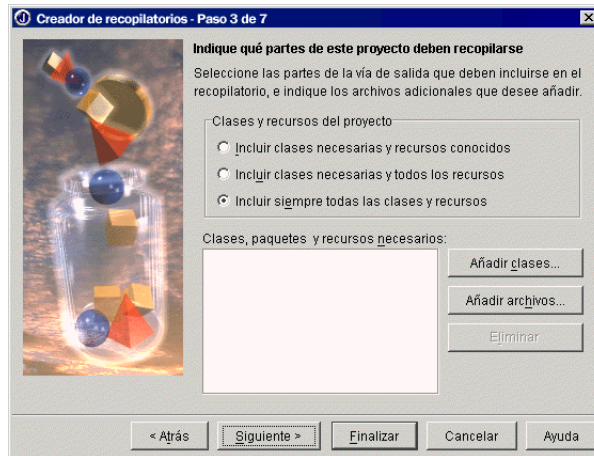 Creador de recopilatorios - Paso 3 de 7
Indique qué partes de este proyecto deben recopilarse
Seleccione las partes de la vía de salida que deben incluirse en el
recopilatorio, e indique los archivos adicionales que desee añadir.
Clases y recursos del proyecto
Incluir clases necesarias y recursos conocidos
Incluir clases necesarias y todos los recursos
Incluir siempre todas las clases y recursos
Clases, paquetes y recursos necesarios:
Añadir clases...
Añadir archivos...
Eliminar
< Atrás
Siguiente >
Finalizar
Cancelar
Ayuda